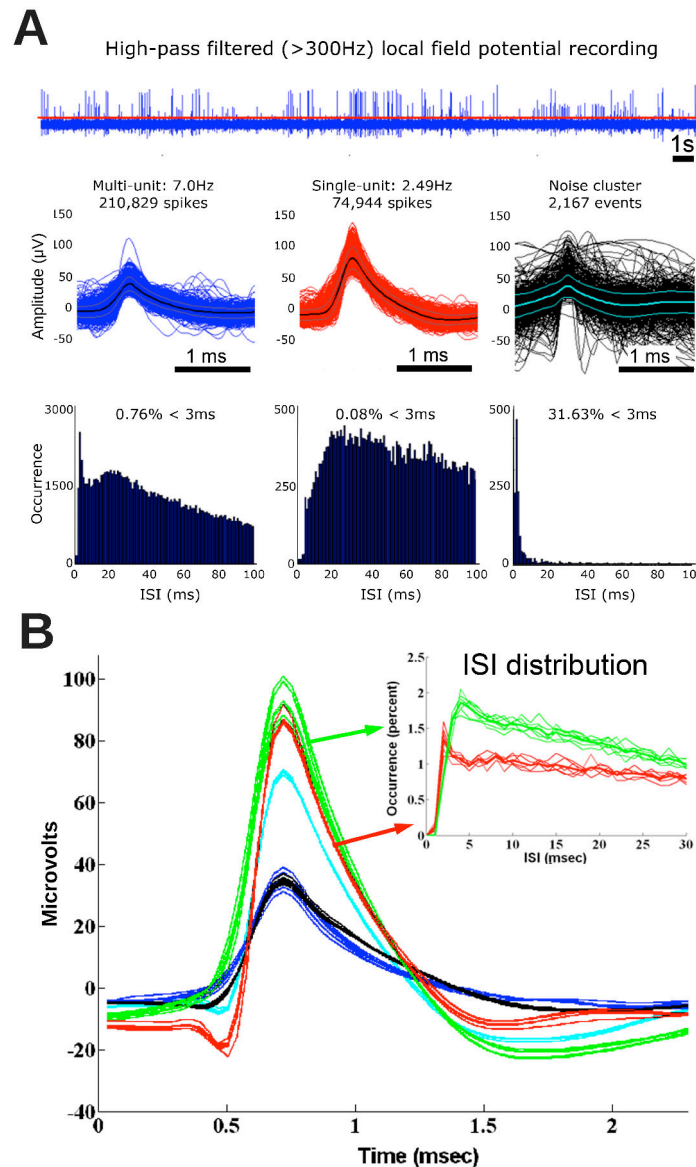 A
High-pass filtered (>300Hz) local field potential recording
1s
Multi-unit: 7.0Hz
210,829 spikes
Single-unit: 2.49Hz
74,944 spikes
Noise cluster
2,167 events
Amplitude (µV)
150
100
50
0
-50
1 ms
150
100
50
0
-50
1 ms
150
100
50
0
-50
1 ms
0.76% < 3ms
0.08% < 3ms
31.63% < 3ms
Occurrence
3000
1500
0
0 20 40 60 80 100
ISI (ms)
500
250
0
0 20 40 60 80 100
ISI (ms)
500
250
0
0 20 40 60 80 100
ISI (ms)
B
Microvolts
100
80
60
40
20
0
-20
-40
0 0.5 1 1.5 2
Time (msec)
ISI distribution
Occurrence (percent)
2.5
2
1.5
1
0.5
0
0 5 10 15 20 25 30
ISI (msec)